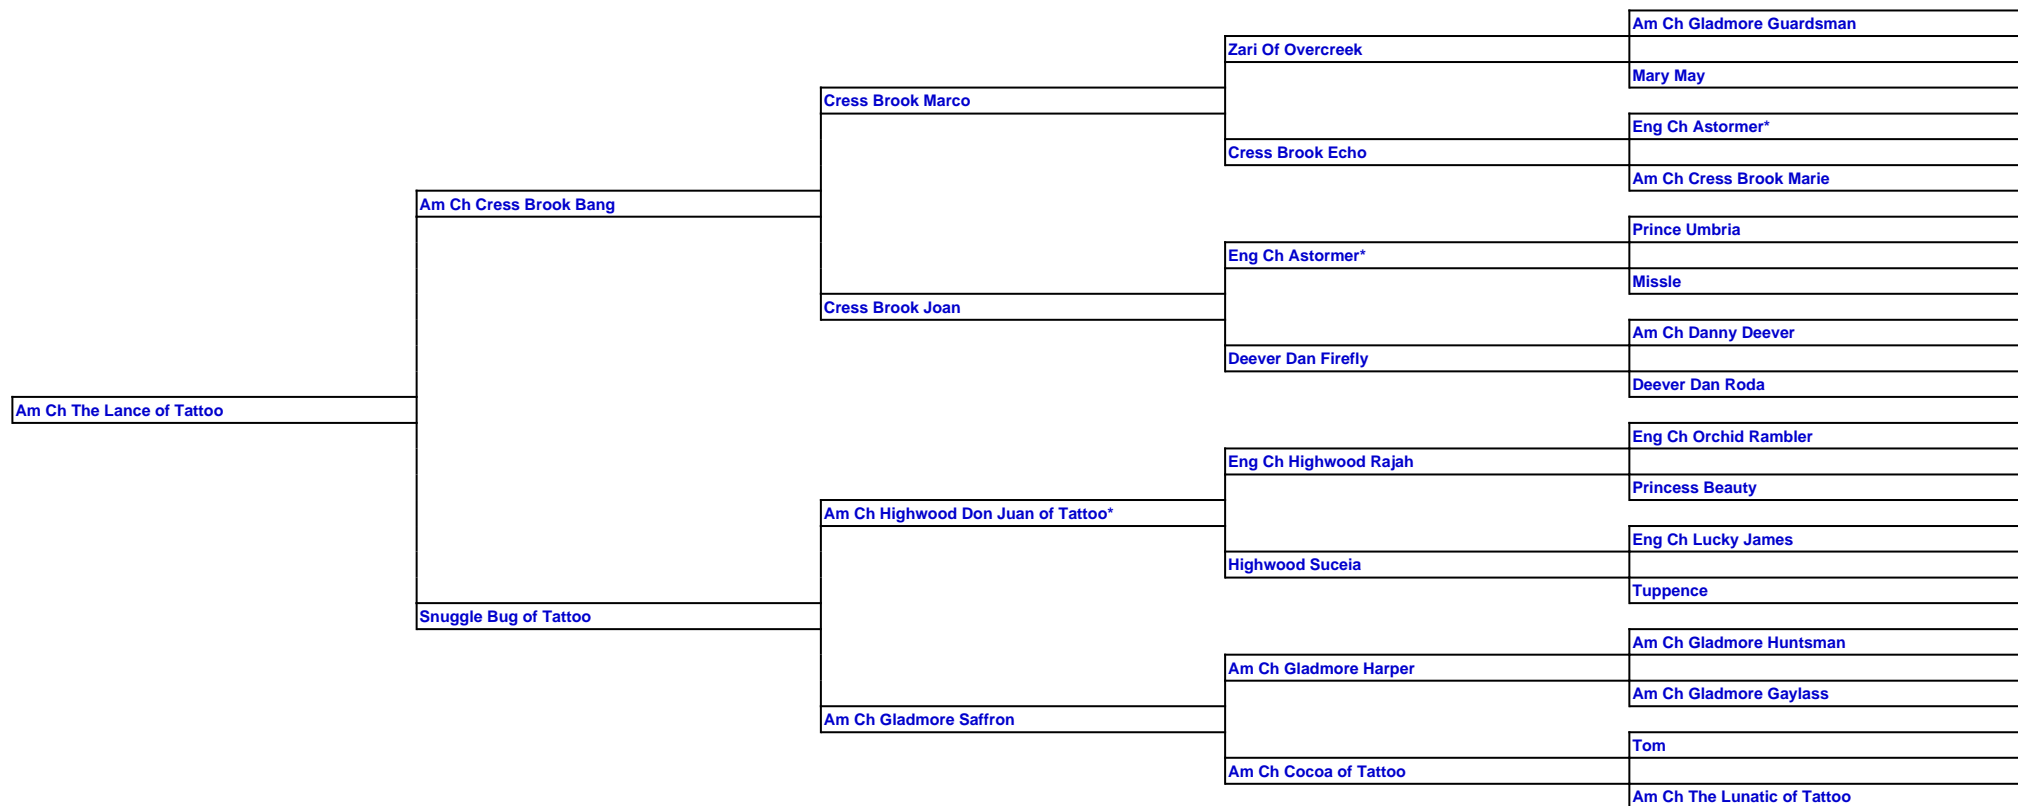 Am Ch Gladmore Guardsman
Zari Of Overcreek
Mary May
Cress Brook Marco
Eng Ch Astormer*
Cress Brook Echo
Am Ch Cress Brook Marie
Am Ch Cress Brook Bang
Prince Umbria
Eng Ch Astormer*
Missle
Cress Brook Joan
Am Ch Danny Deever
Deever Dan Firefly
Deever Dan Roda
Am Ch The Lance of Tattoo
Eng Ch Orchid Rambler
Eng Ch Highwood Rajah
Princess Beauty
Am Ch Highwood Don Juan of Tattoo*
Eng Ch Lucky James
Highwood Suceia
Tuppence
Snuggle Bug of Tattoo
Am Ch Gladmore Huntsman
Am Ch Gladmore Harper
Am Ch Gladmore Gaylass
Am Ch Gladmore Saffron
Tom
Am Ch Cocoa of Tattoo
Am Ch The Lunatic of Tattoo